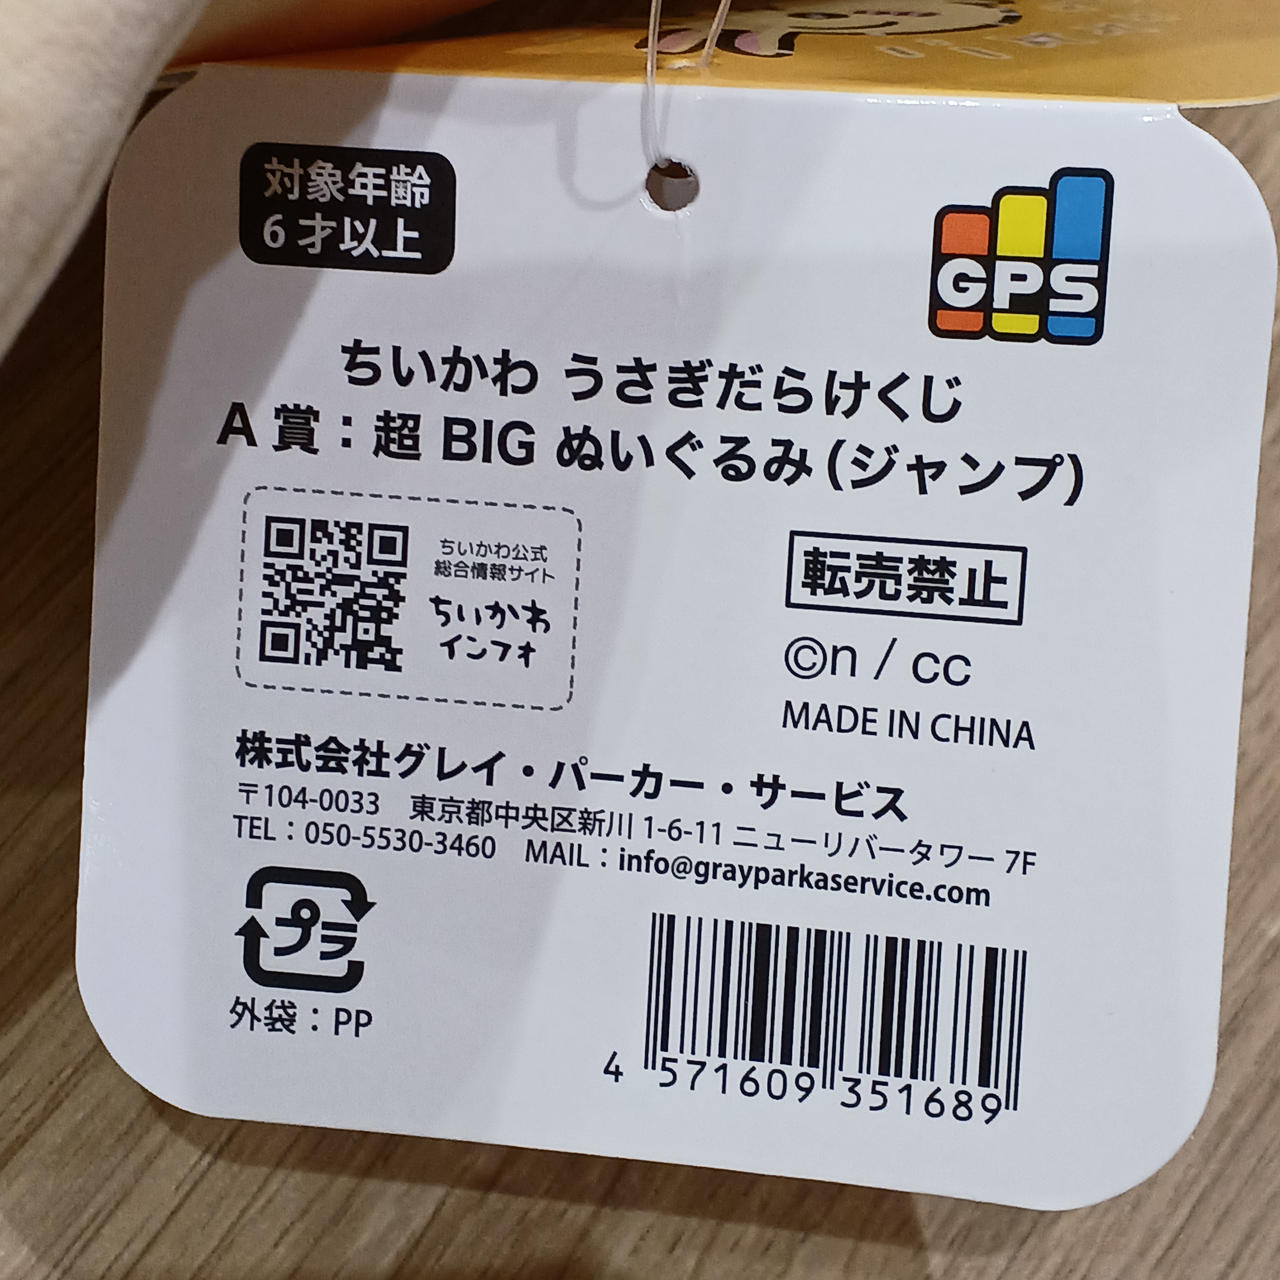 対象年齢
6才以上
GPS
ちいかわ うさぎだらけくじ
A賞：超BIG ぬいぐるみ(ジャンプ)
ちいかわ公式
総合情報サイト
ちいかわ
インフォ
転売禁止
©n / cc
MADE IN CHINA
株式会社グレイ・パーカー・サービス
〒104-0033 東京都中央区新川 1-6-11 ニューリバータワー 7F
TEL：050-5530-3460 MAIL：info@grayparkaservice.com
プラ
外袋：PP
4 571609 351689